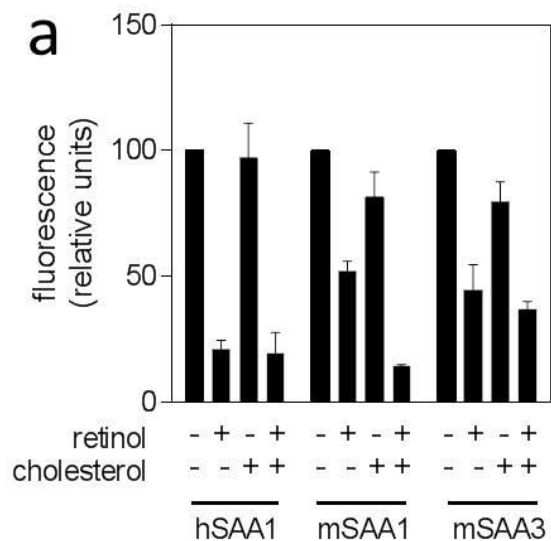 a
150
100
50
0
fluorescence
(relative units)
retinol - + - + - + - + - + - +
cholesterol - - + + - - + + - - + +
hSAA1 mSAA1 mSAA3